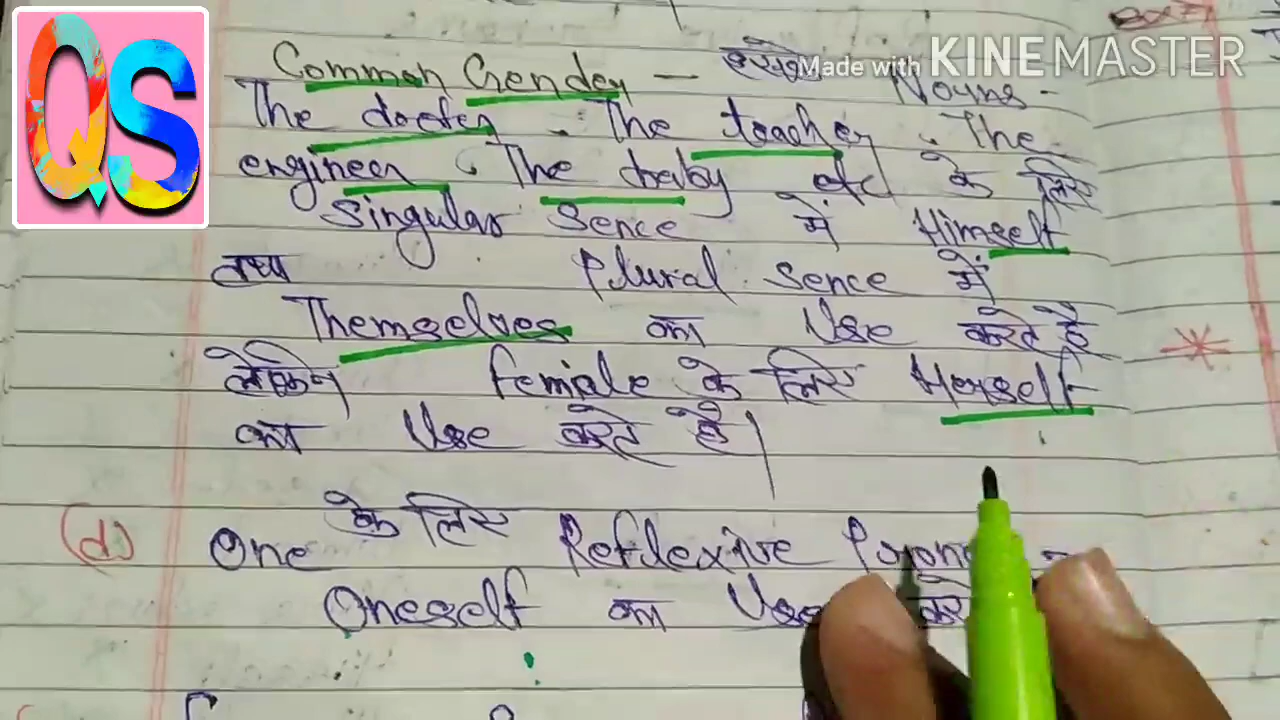 QS
Made with KINEMASTER
Common Gender — Nouns -
The doctor . The teacher . The
engineer . The baby etc के लिए
Singular Sence में Himself
तथा Plural sence में
Themselves का Use करते है
लेकिन Female के लिए Herself
का Use करते है।
(d) One के लिए Reflexive
Oneself का Use